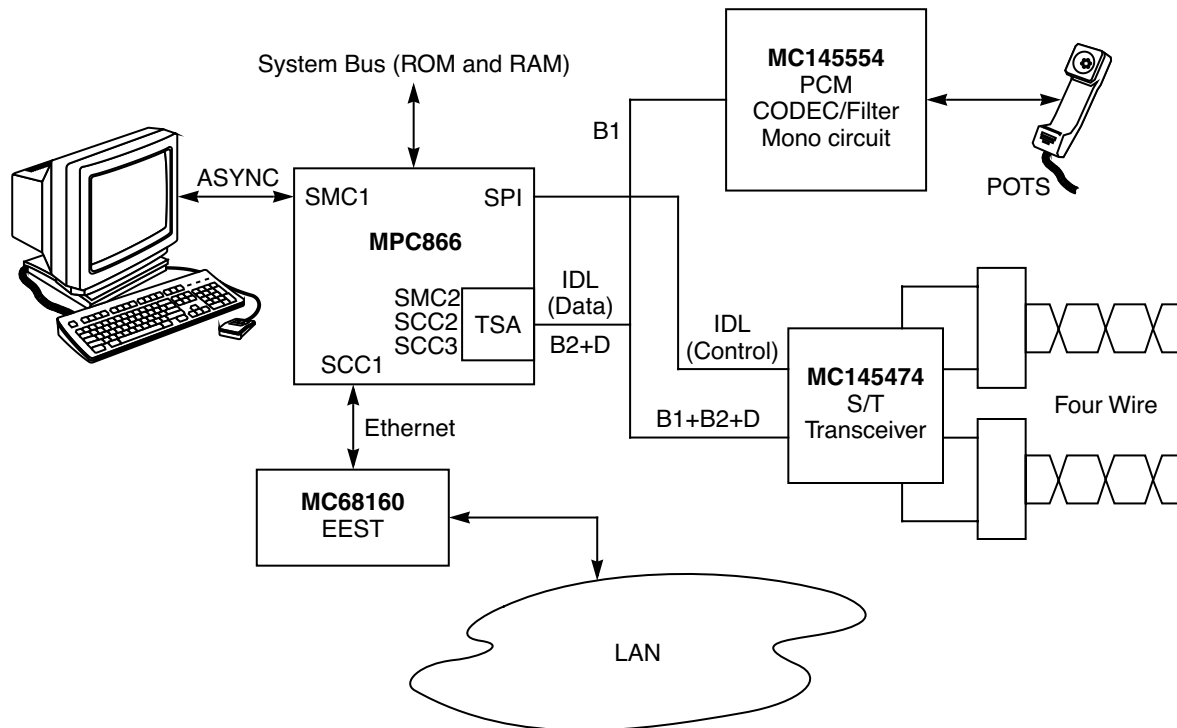 System Bus (ROM and RAM)
MC145554
PCM
CODEC/Filter
Mono circuit
POTS
B1
ASYNC
SMC1
SPI
MPC866
SMC2
SCC2
SCC3
TSA
SCC1
IDL
(Data)
B2+D
IDL
(Control)
B1+B2+D
MC145474
S/T
Transceiver
Four Wire
Ethernet
MC68160
EEST
LAN